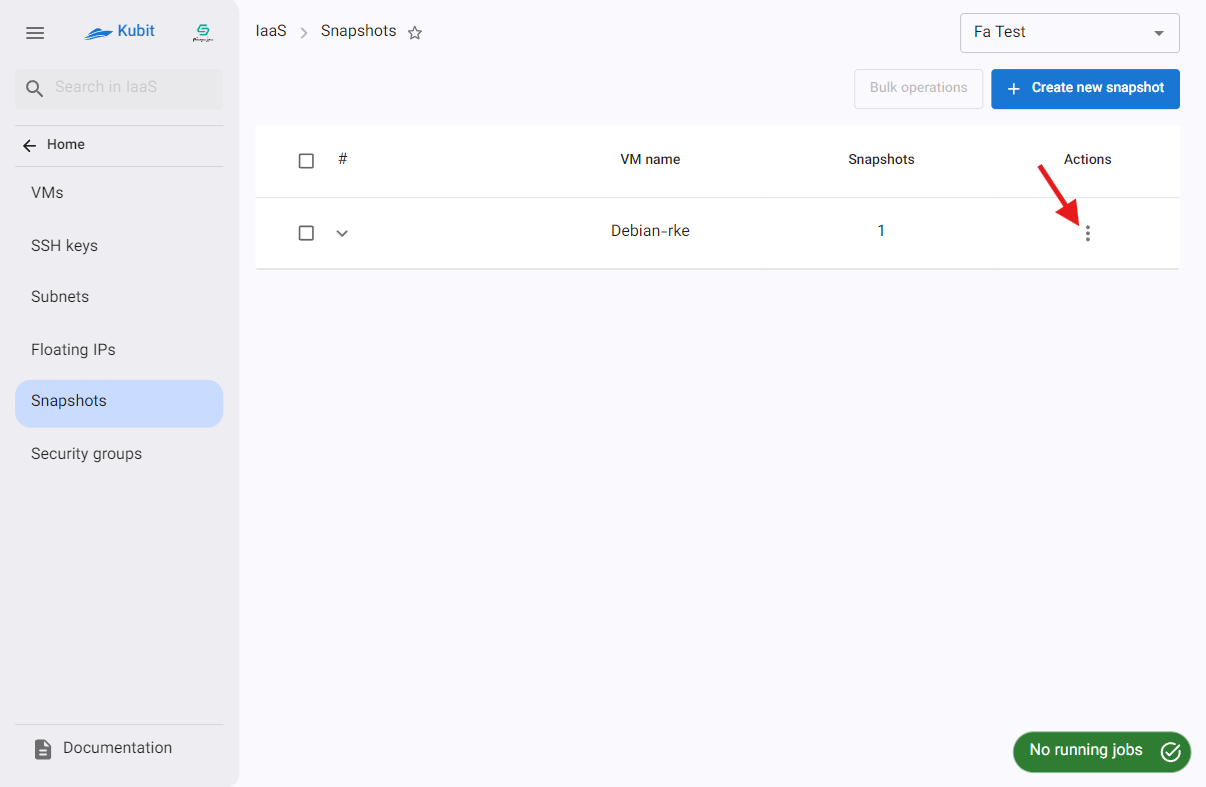 Kubit
IaaS
Snapshots
Fa Test
Search in IaaS
Bulk operations
Create new snapshot
Home
#
VM name
Snapshots
Actions
VMs
Debian-rke
1
SSH keys
Subnets
Floating IPs
Snapshots
Security groups
Documentation
No running jobs